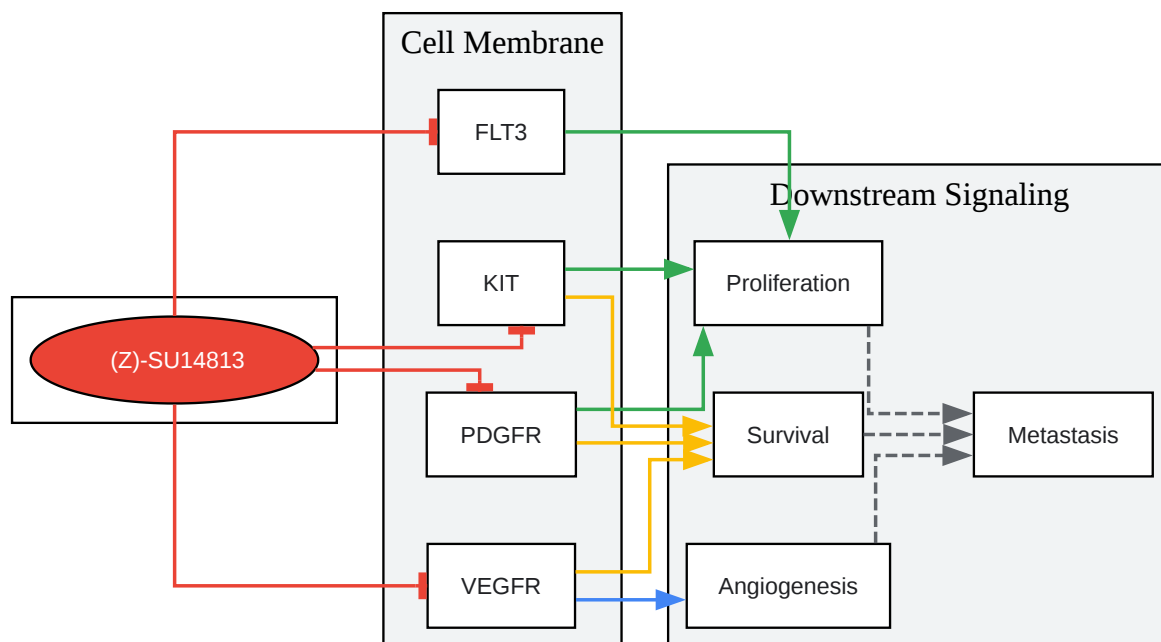 Cell Membrane
FLT3
Downstream Signaling
KIT
Proliferation
(Z)-SU14813
PDGFR
Survival
Metastasis
VEGFR
Angiogenesis